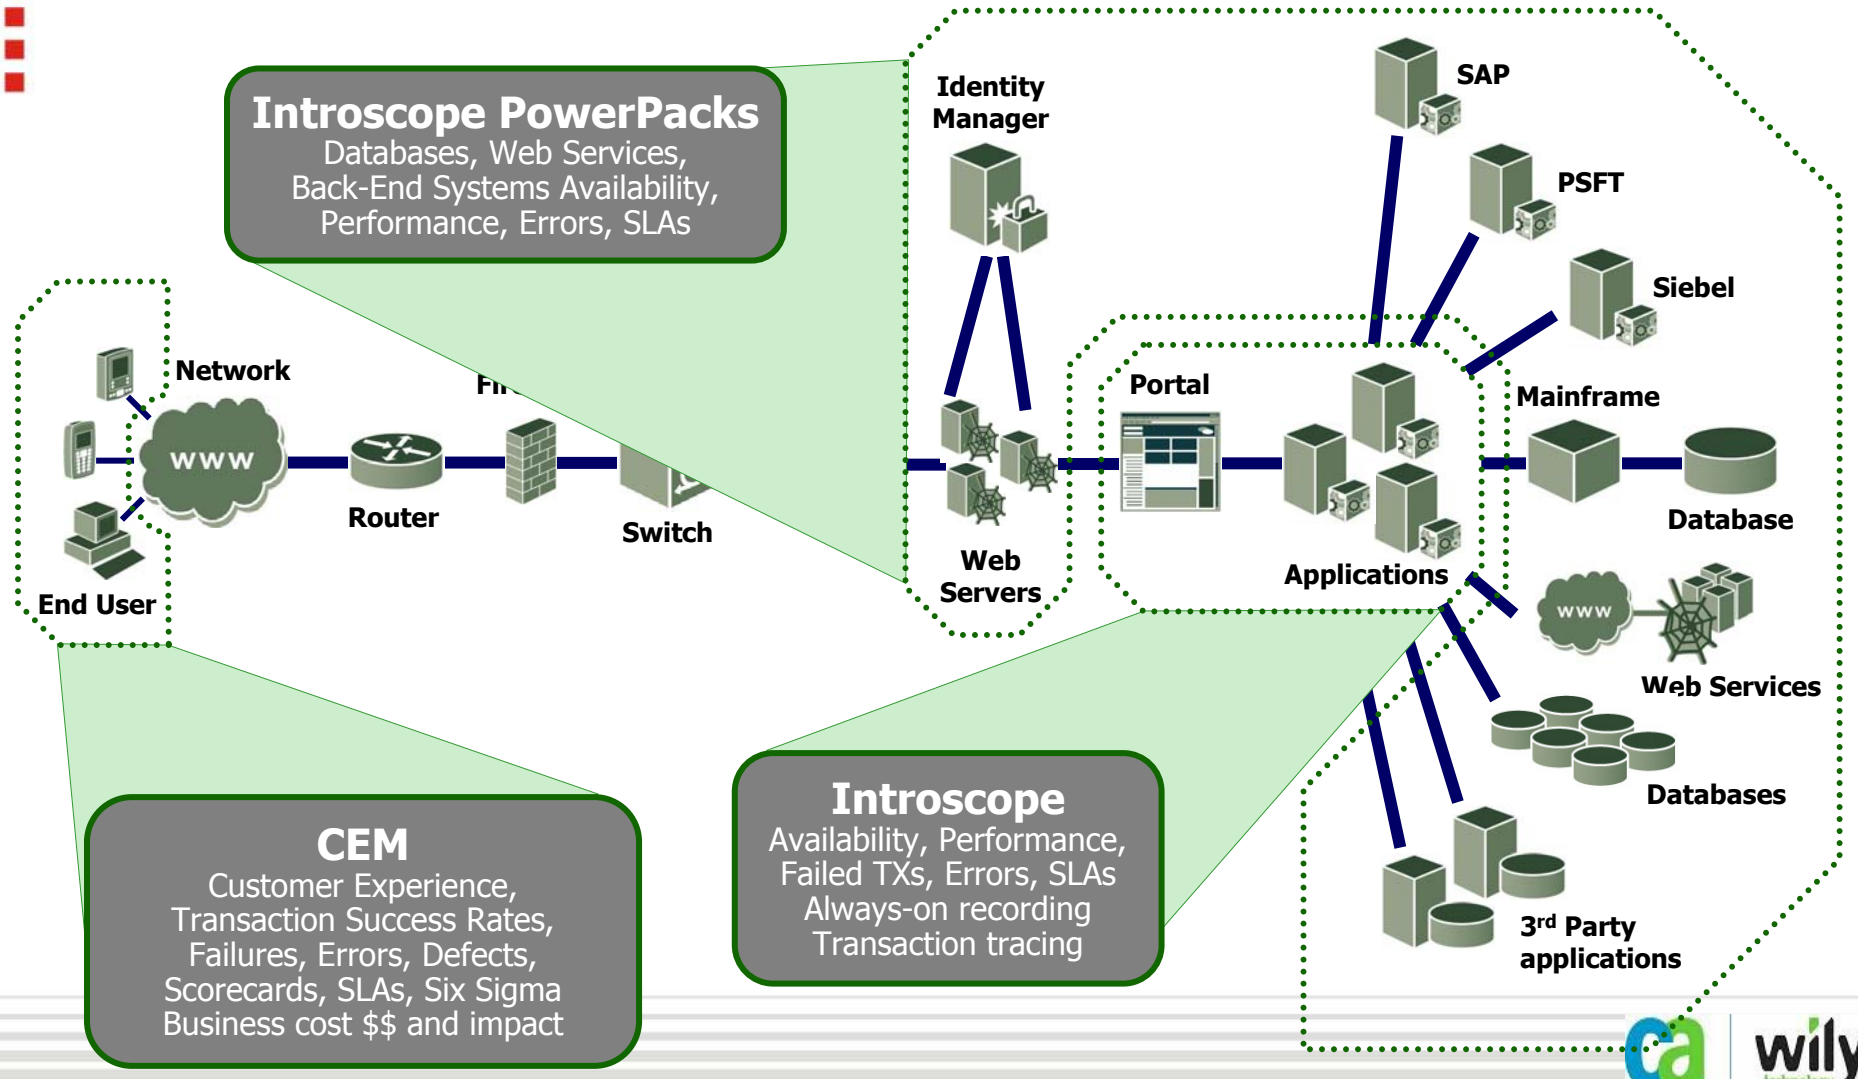 Introscope PowerPacks
Databases, Web Services,
Back-End Systems Availability,
Performance, Errors, SLAs
Identity
Manager
SAP
PSFT
Siebel
Network
Portal
Mainframe
www
Router
Switch
Database
Web
Servers
Applications
End User
www
Web Services
Databases
CEM
Customer Experience,
Transaction Success Rates,
Failures, Errors, Defects,
Scorecards, SLAs, Six Sigma
Business cost $$ and impact
Introscope
Availability, Performance,
Failed TXs, Errors, SLAs
Always-on recording
Transaction tracing
3rd Party
applications
ca
wily